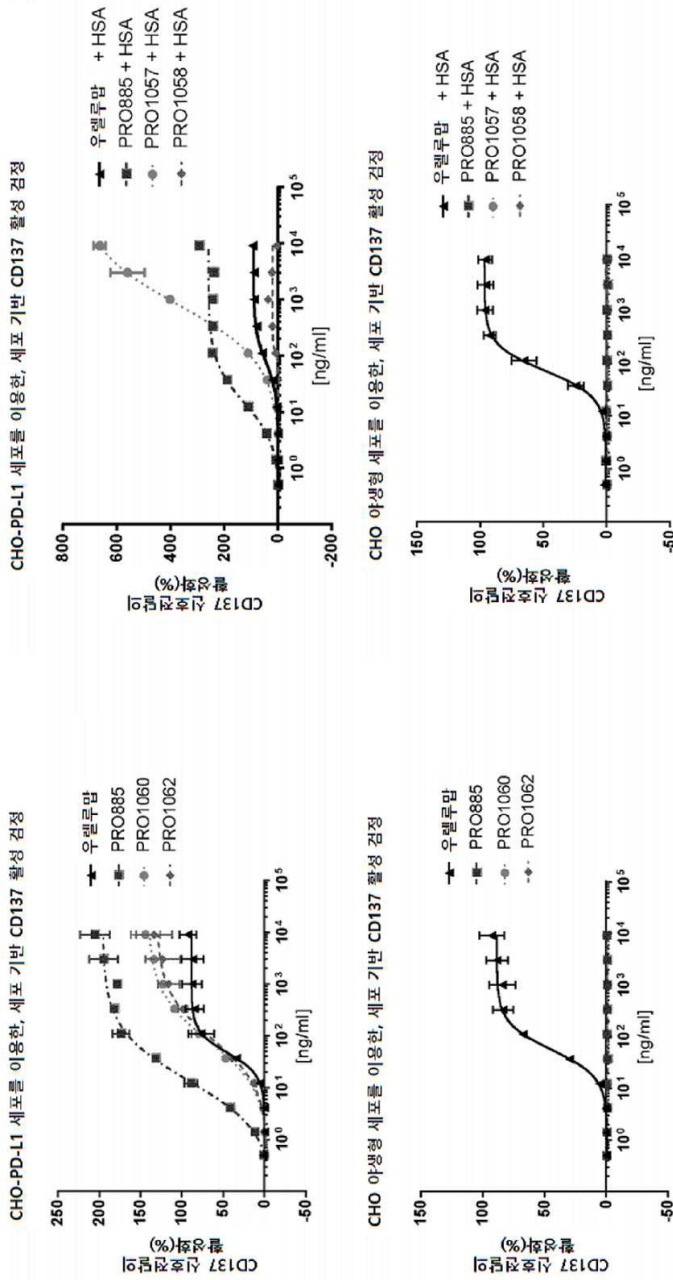 CHO-PD-L1 세포를 이용한, 세포 기반 CD137 활성 검정
CD137 신호전달의
활성화(%)
250
200
150
100
50
0
-50
10⁰ 10¹ 10² 10³ 10⁴ 10⁵
[ng/ml]
우렐루맙
PRO885
PRO1060
PRO1062
CHO-PD-L1 세포를 이용한, 세포 기반 CD137 활성 검정
CD137 신호전달의
활성화(%)
800
600
400
200
0
-200
10⁰ 10¹ 10² 10³ 10⁴ 10⁵
[ng/ml]
우렐루맙 + HSA
PRO885 + HSA
PRO1057 + HSA
PRO1058 + HSA
CHO 야생형 세포를 이용한, 세포 기반 CD137 활성 검정
CD137 신호전달의
활성화(%)
150
100
50
0
-50
10⁰ 10¹ 10² 10³ 10⁴ 10⁵
[ng/ml]
우렐루맙
PRO885
PRO1060
PRO1062
CHO 야생형 세포를 이용한, 세포 기반 CD137 활성 검정
CD137 신호전달의
활성화(%)
150
100
50
0
-50
10⁰ 10¹ 10² 10³ 10⁴ 10⁵
[ng/ml]
우렐루맙 + HSA
PRO885 + HSA
PRO1057 + HSA
PRO1058 + HSA